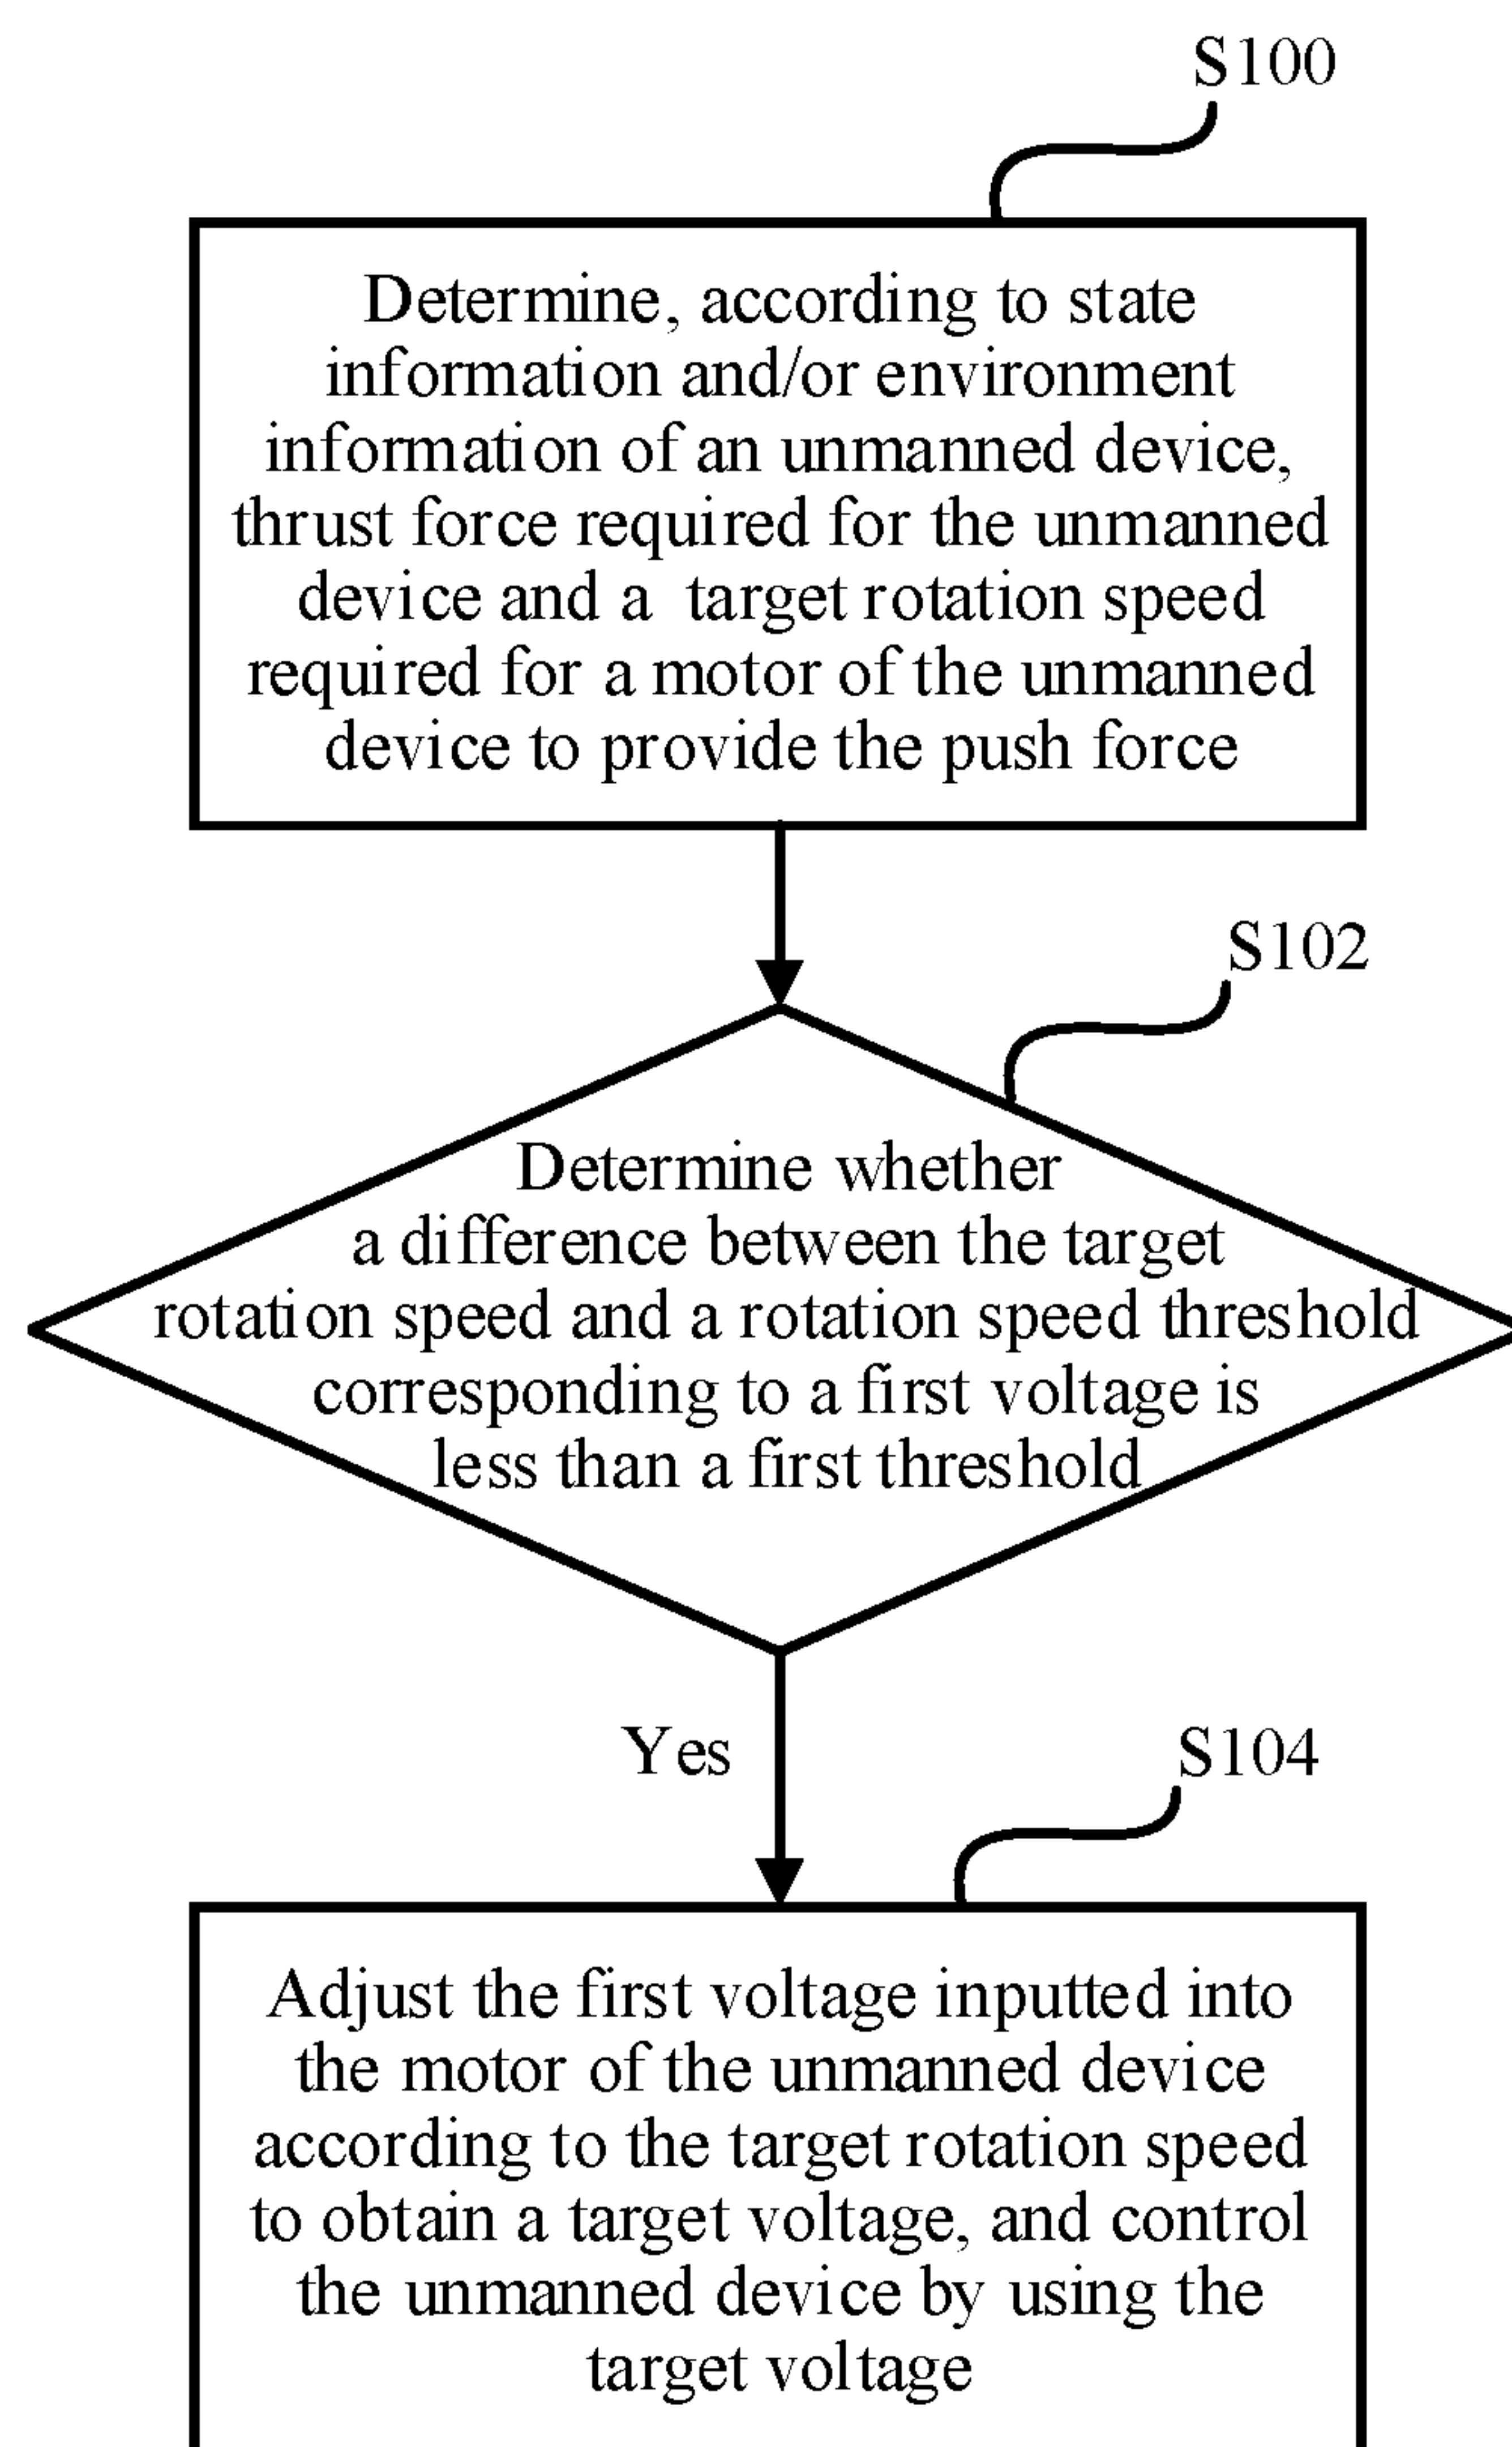 S100
Determine, according to state
information and/or environment
information of an unmanned device,
thrust force required for the unmanned
device and a target rotation speed
required for a motor of the unmanned
device to provide the push force
S102
Determine whether
a difference between the target
rotation speed and a rotation speed threshold
corresponding to a first voltage is
less than a first threshold
Yes
S104
Adjust the first voltage inputted into
the motor of the unmanned device
according to the target rotation speed
to obtain a target voltage, and control
the unmanned device by using the
target voltage